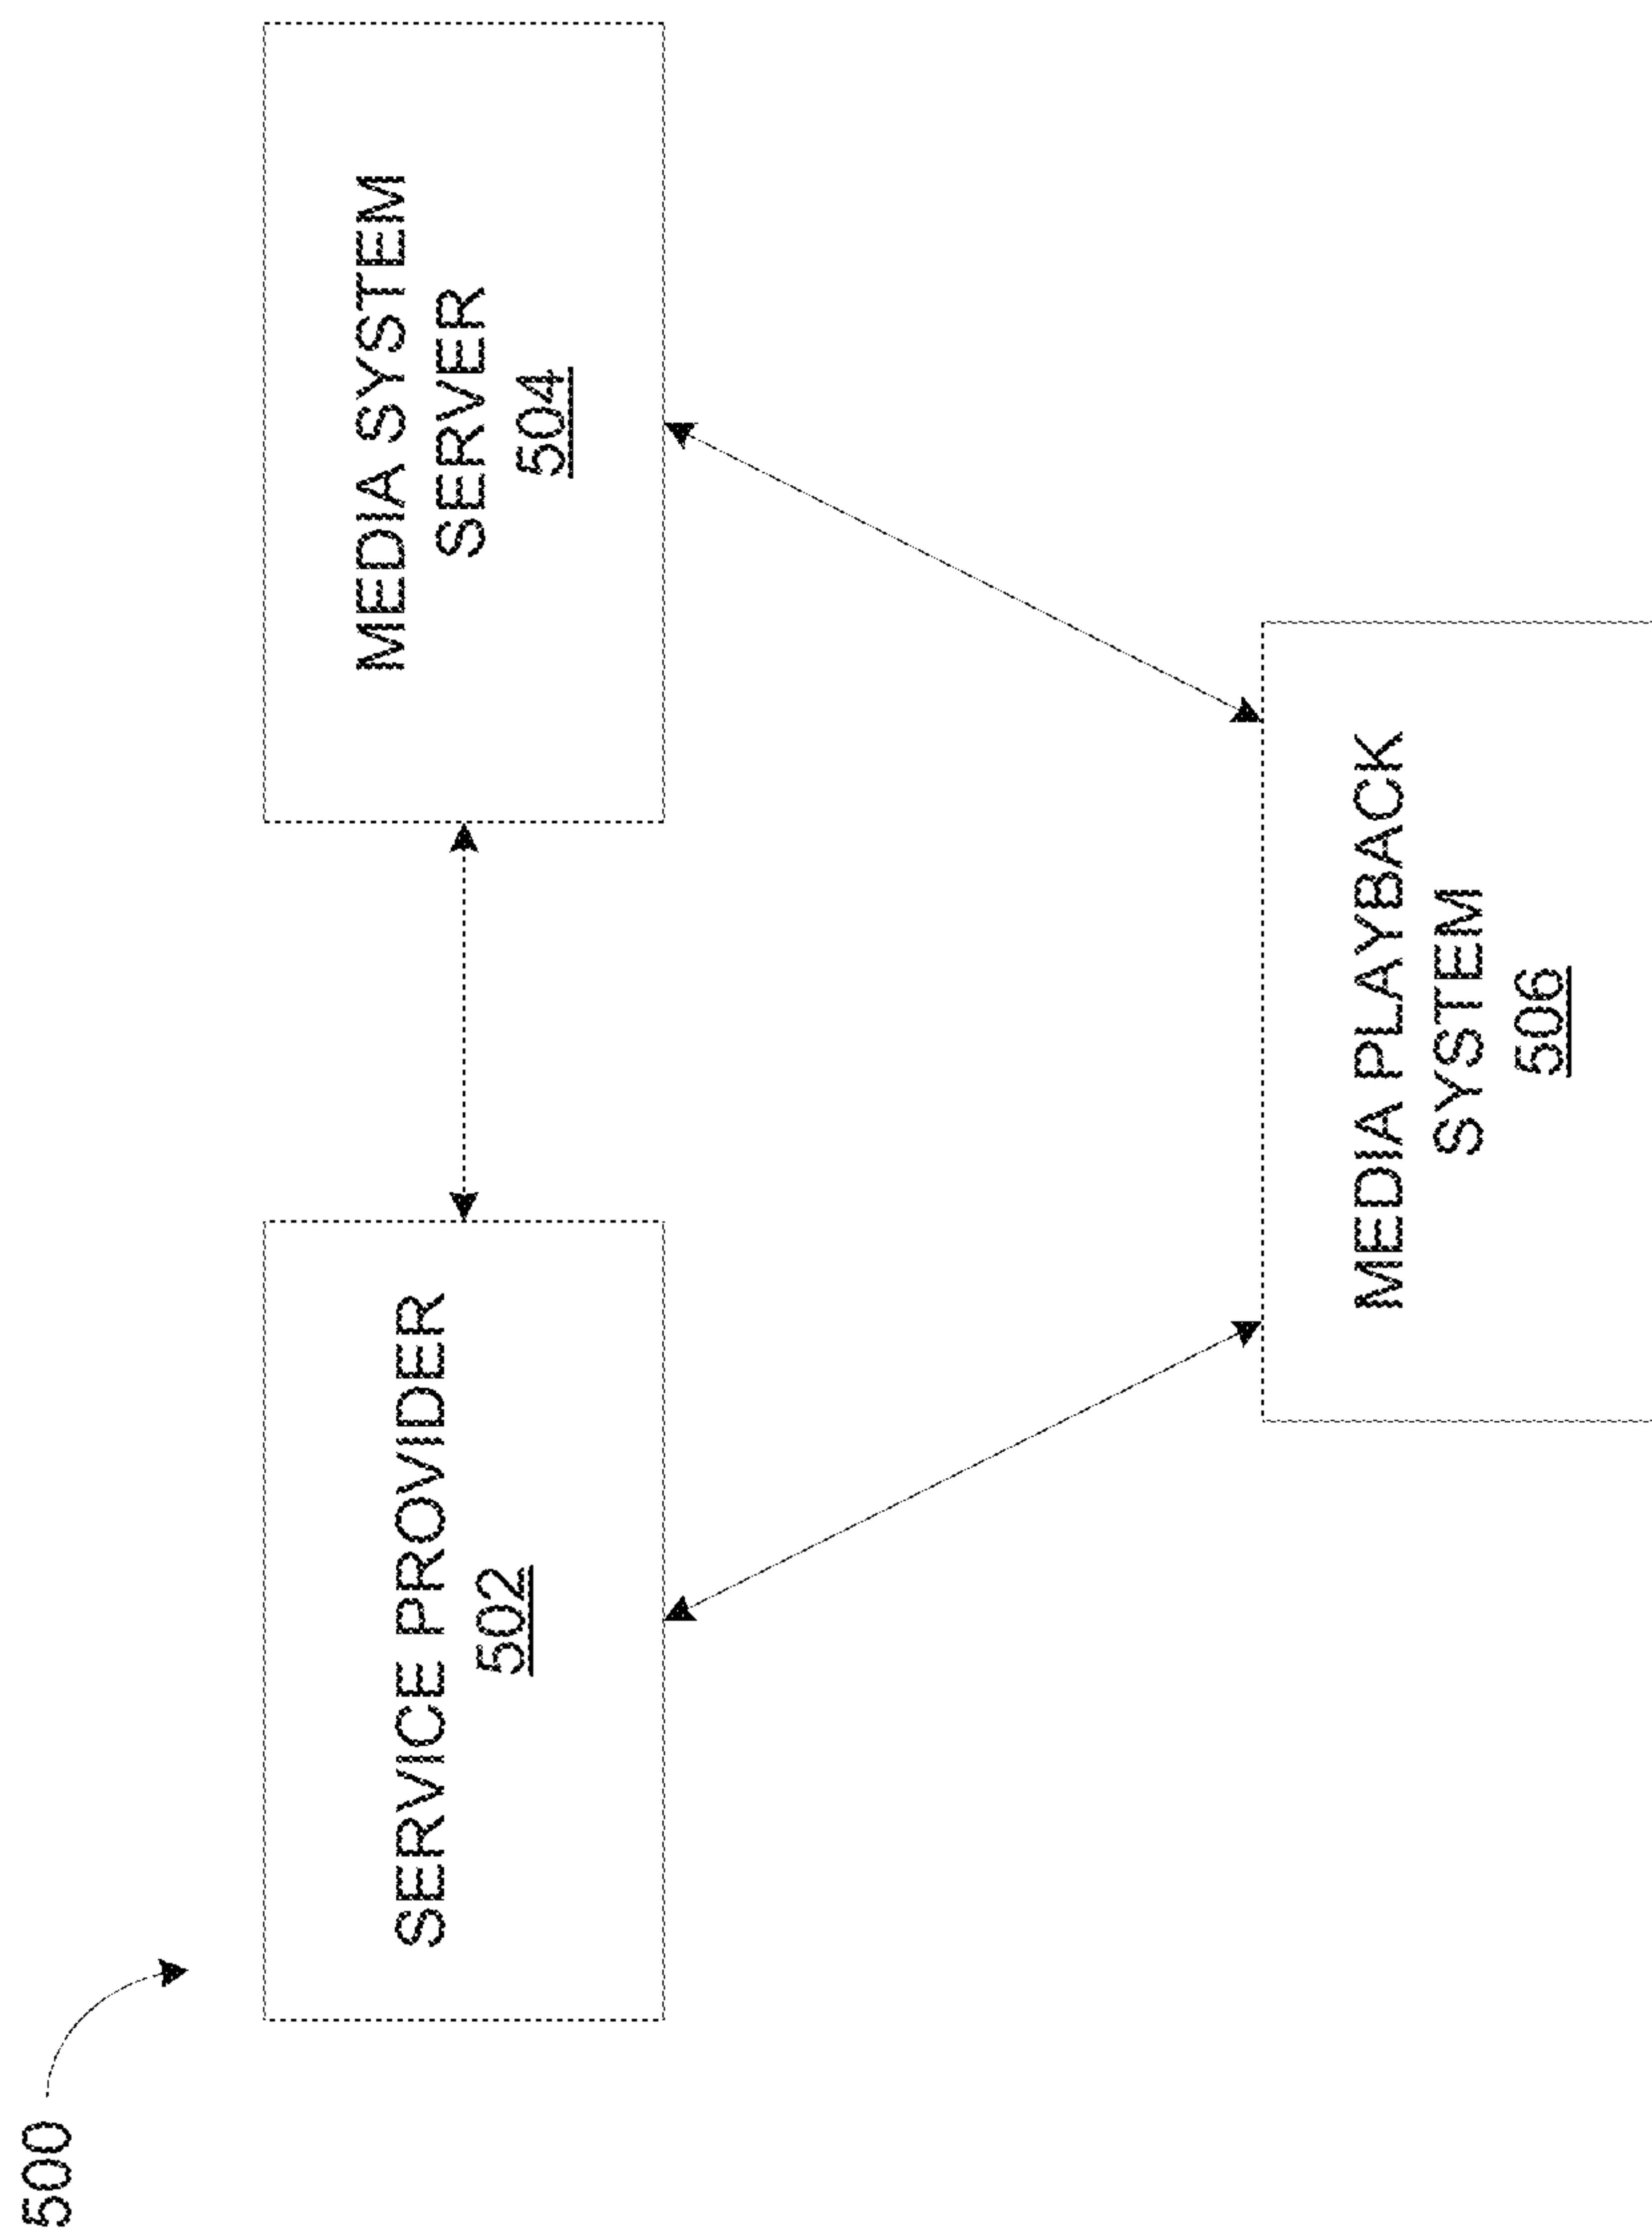 500
SERVICE PROVIDER
502
MEDIA SYSTEM
SERVER
504
MEDIA PLAYBACK
SYSTEM
506